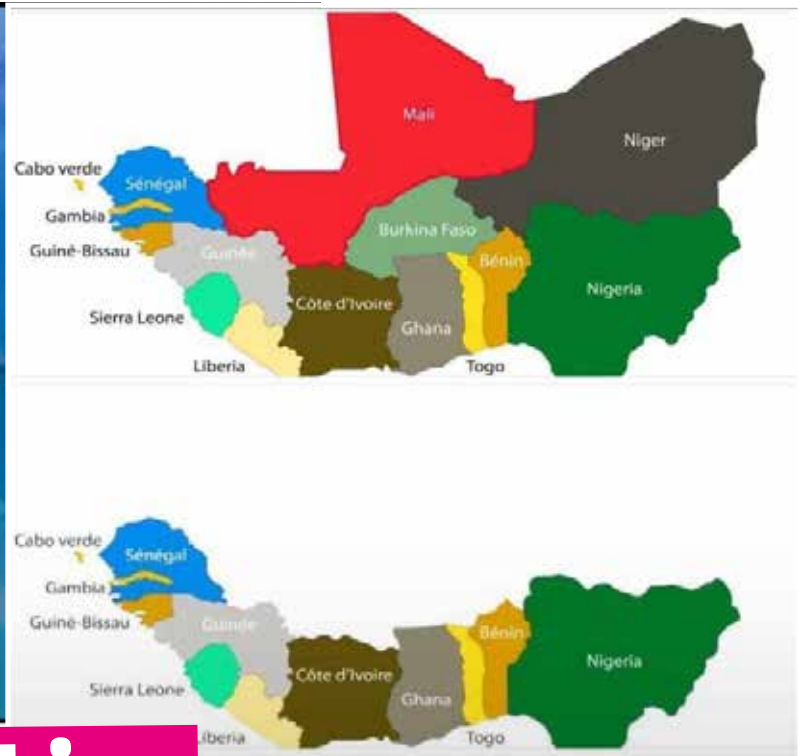 Mali
Niger
Cabo verde
Sénégal
Gambia
Burkina Faso
Guiné-Bissau
Guinée
Bénin
Nigeria
Sierra Leone
Côte d'Ivoire
Ghana
Liberia
Togo
Cabo verde
Sénégal
Gambia
Guiné-Bissau
Guinée
Bénin
Nigeria
Sierra Leone
Côte d'Ivoire
Ghana
Liberia
Togo